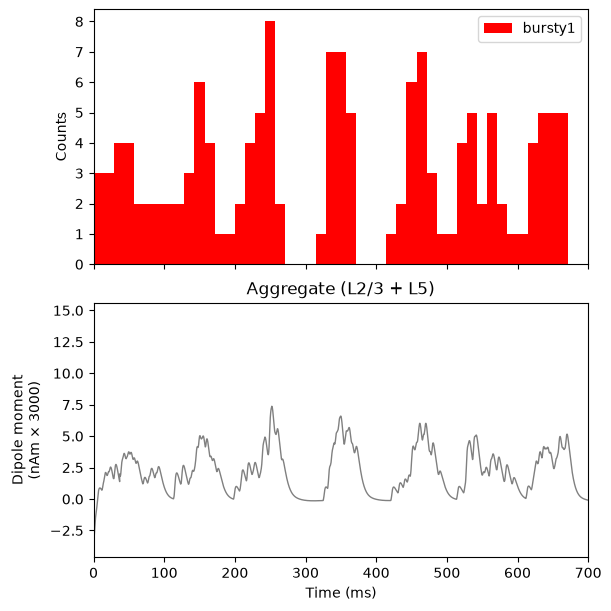 8
7
6
5
4
3
2
1
0
Counts
bursty1
Aggregate (L2/3 + L5)
15.0
12.5
10.0
7.5
5.0
2.5
0.0
−2.5
Dipole moment
(nAm × 3000)
0 100 200 300 400 500 600 700
Time (ms)